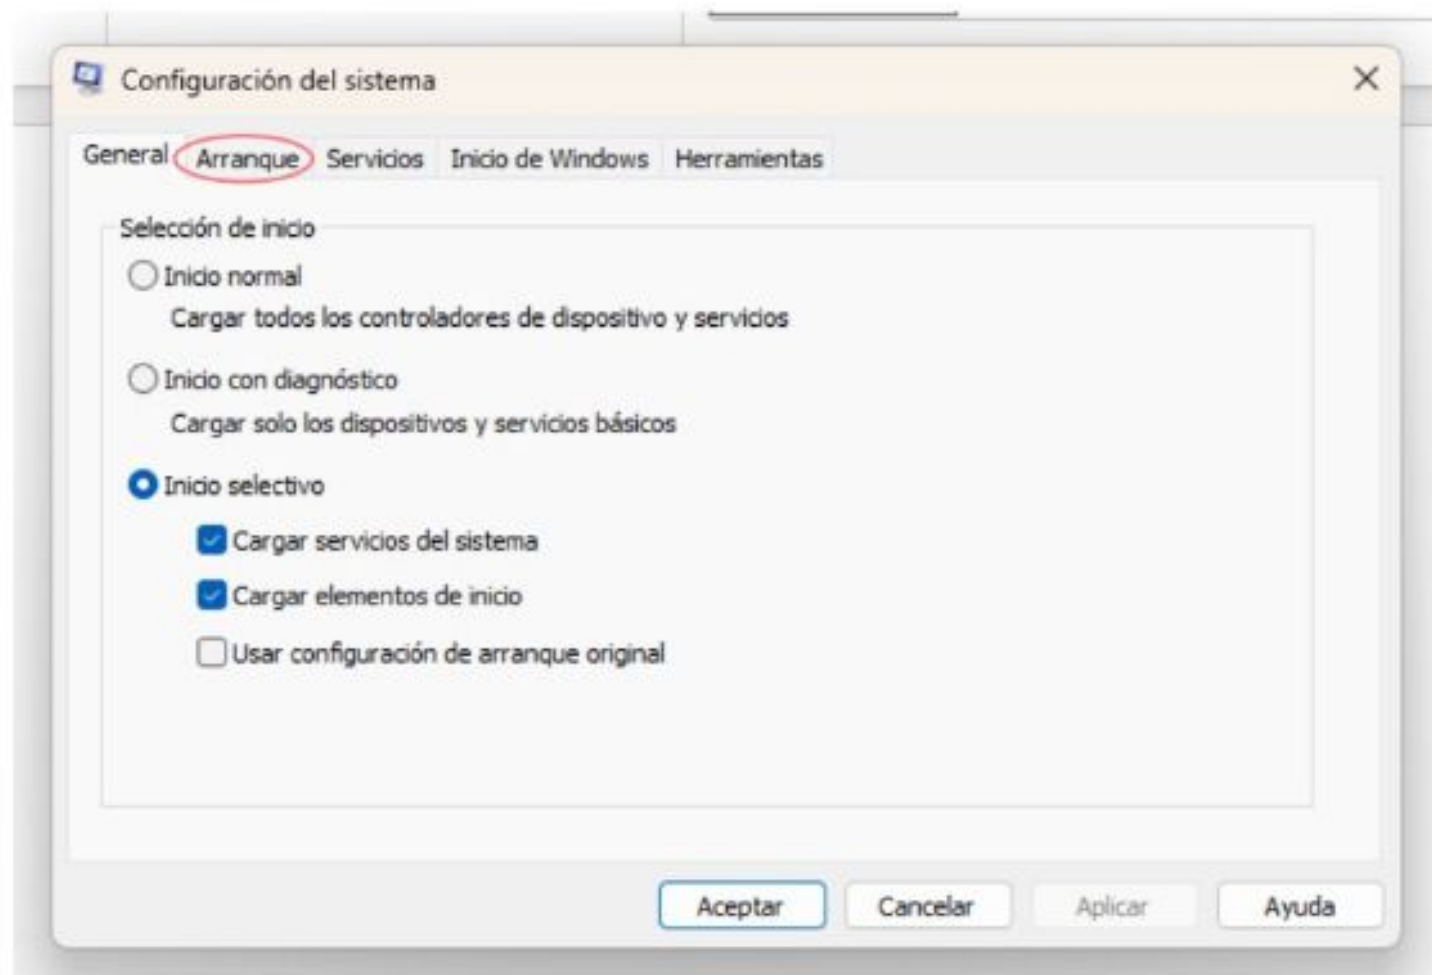 Configuración del sistema
General Arranque Servicios Inicio de Windows Herramientas
Selección de inicio
Inicio normal
Cargar todos los controladores de dispositivo y servicios
Inicio con diagnóstico
Cargar solo los dispositivos y servicios básicos
Inicio selectivo
Cargar servicios del sistema
Cargar elementos de inicio
Usar configuración de arranque original
Aceptar Cancelar Aplicar Ayuda